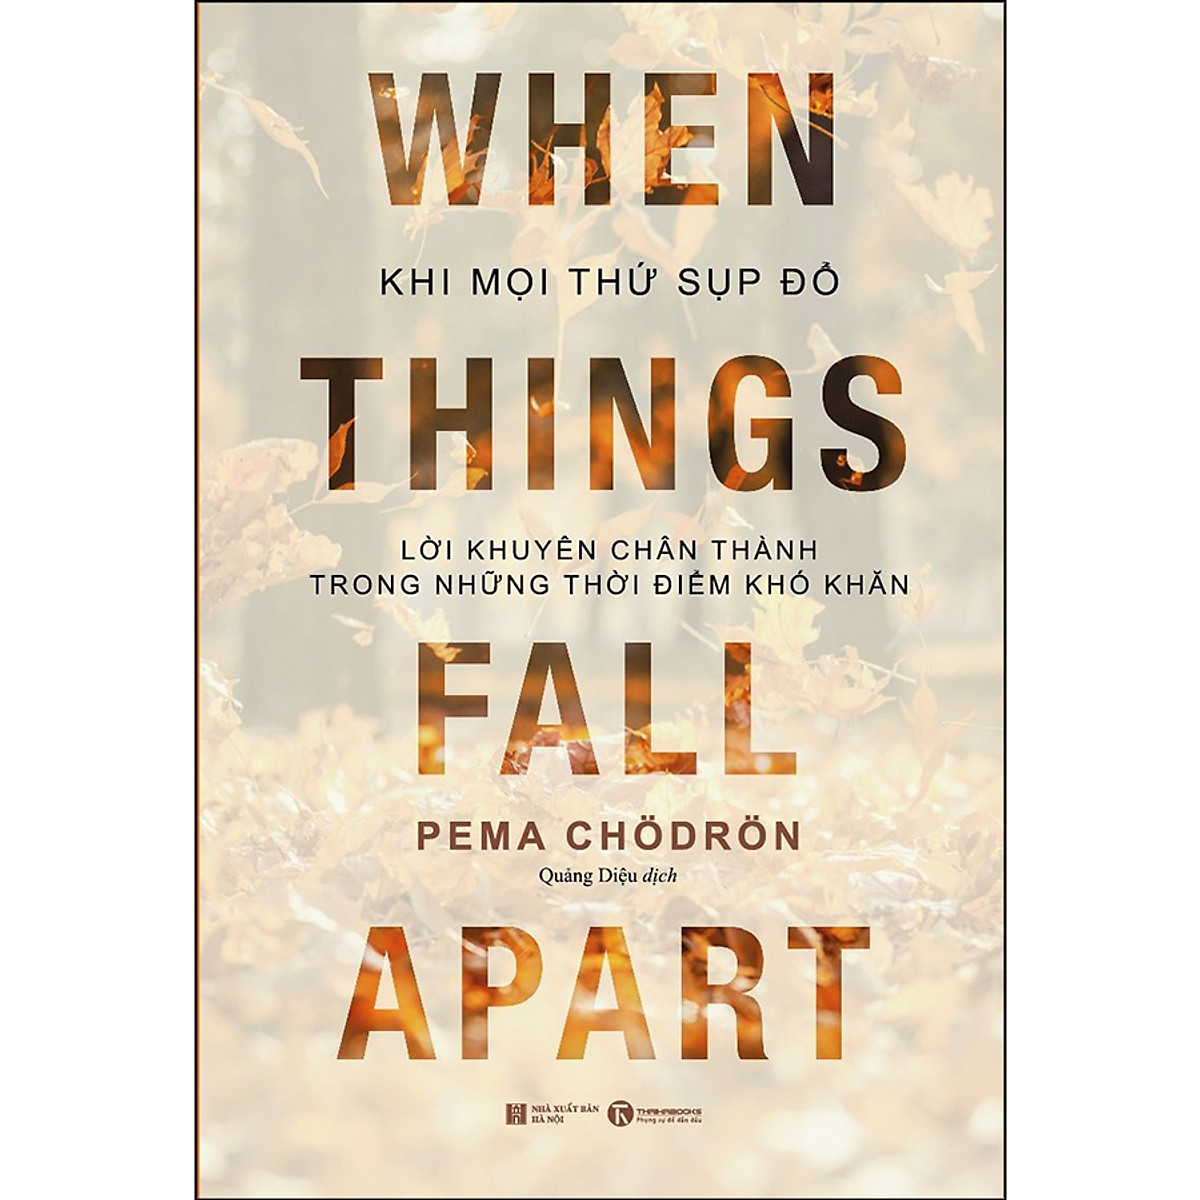 WHEN
KHI MỌI THỨ SỤP ĐỔ
THINGS
LỜI KHUYÊN CHÂN THÀNH
TRONG NHỮNG THỜI ĐIỂM KHÓ KHĂN
FALL
PEMA CHÖDRÖN
Quảng Diệu dịch
APART
NHÀ XUẤT BẢN
HÀ NỘI
THAIHABOOKS
Phụng sự để dẫn đầu